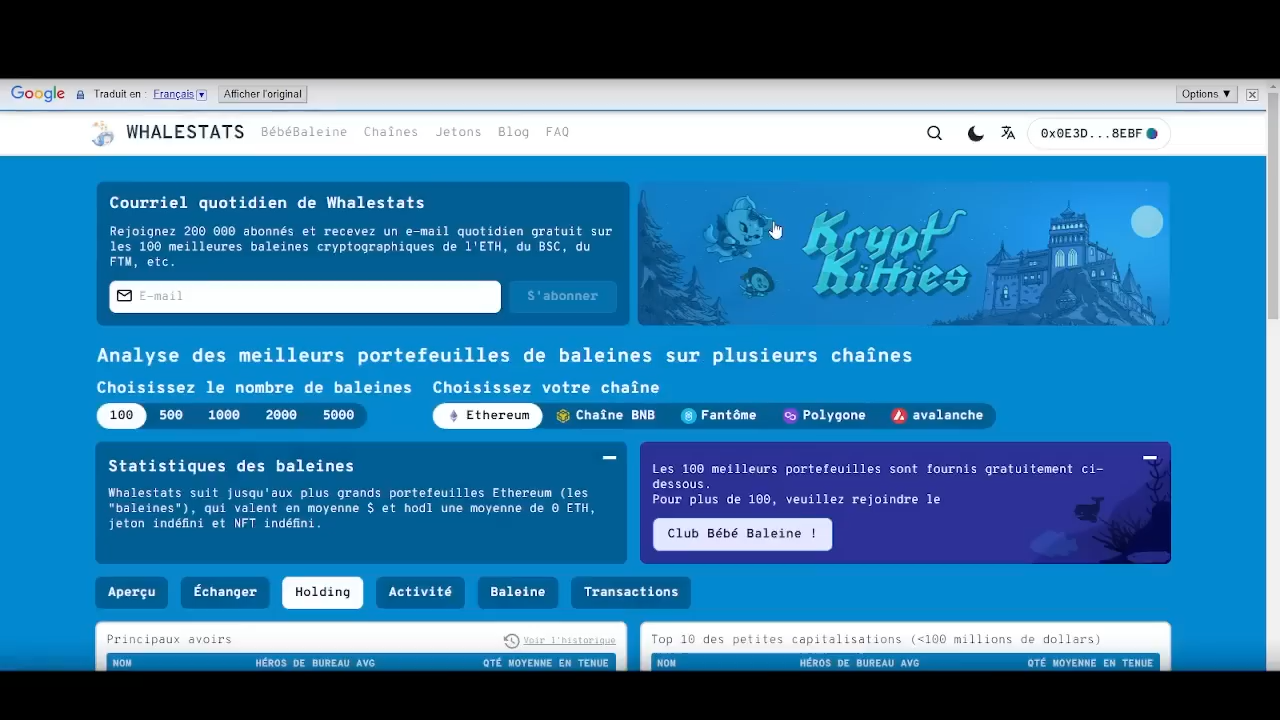 Google Traduit en : Français Afficher l'original Options ▼
WHALESTATS BébéBaleine Chaînes Jetons Blog FAQ 0x0E3D...8EBF
Courriel quotidien de Whalestats
Rejoignez 200 000 abonnés et recevez un e-mail quotidien gratuit sur
les 100 meilleures baleines cryptographiques de l'ETH, du BSC, du
FTM, etc.
E-mail S'abonner
Krypt
Kitties
Analyse des meilleurs portefeuilles de baleines sur plusieurs chaînes
Choisissez le nombre de baleines Choisissez votre chaîne
100 500 1000 2000 5000 Ethereum Chaîne BNB Fantôme Polygone avalanche
Statistiques des baleines
Whalestats suit jusqu'aux plus grands portefeuilles Ethereum (les
"baleines"), qui valent en moyenne $ et hodl une moyenne de 0 ETH,
jeton indéfini et NFT indéfini.
Les 100 meilleurs portefeuilles sont fournis gratuitement ci-
dessous.
Pour plus de 100, veuillez rejoindre le
Club Bébé Baleine !
Aperçu Échanger Holding Activité Baleine Transactions
Principaux avoirs Voir l'historique
NOM HÉROS DE BUREAU AVG QTÉ MOYENNE EN TENUE
Top 10 des petites capitalisations (<100 millions de dollars)
NOM HÉROS DE BUREAU AVG QTÉ MOYENNE EN TENUE